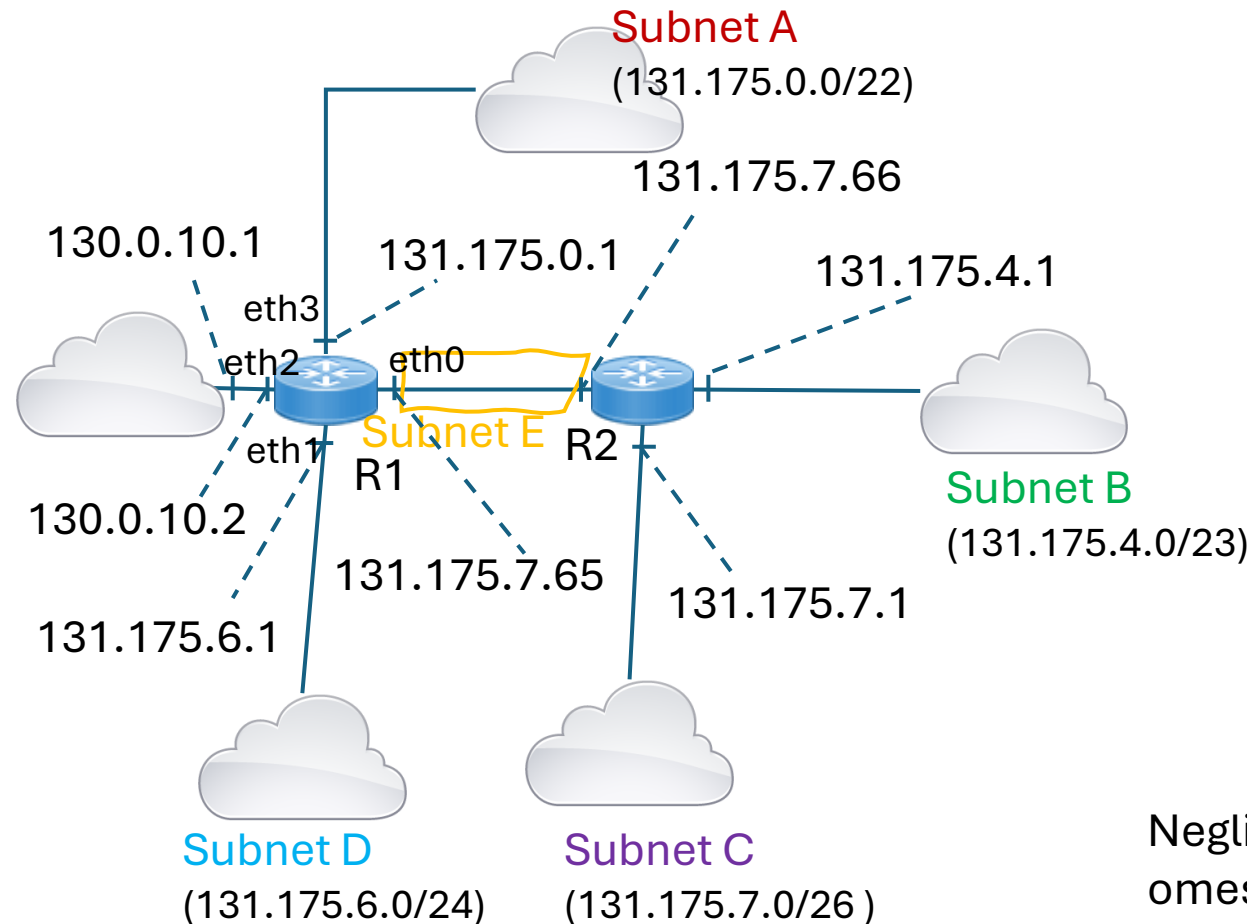 Subnet A
(131.175.0.0/22)
131.175.7.66
130.0.10.1
131.175.0.1
131.175.4.1
eth3
eth2
eth0
Subnet E
R2
eth1
R1
Subnet B
(131.175.4.0/23)
130.0.10.2
131.175.7.65
131.175.7.1
131.175.6.1
Subnet D
(131.175.6.0/24)
Subnet C
(131.175.7.0/26 )